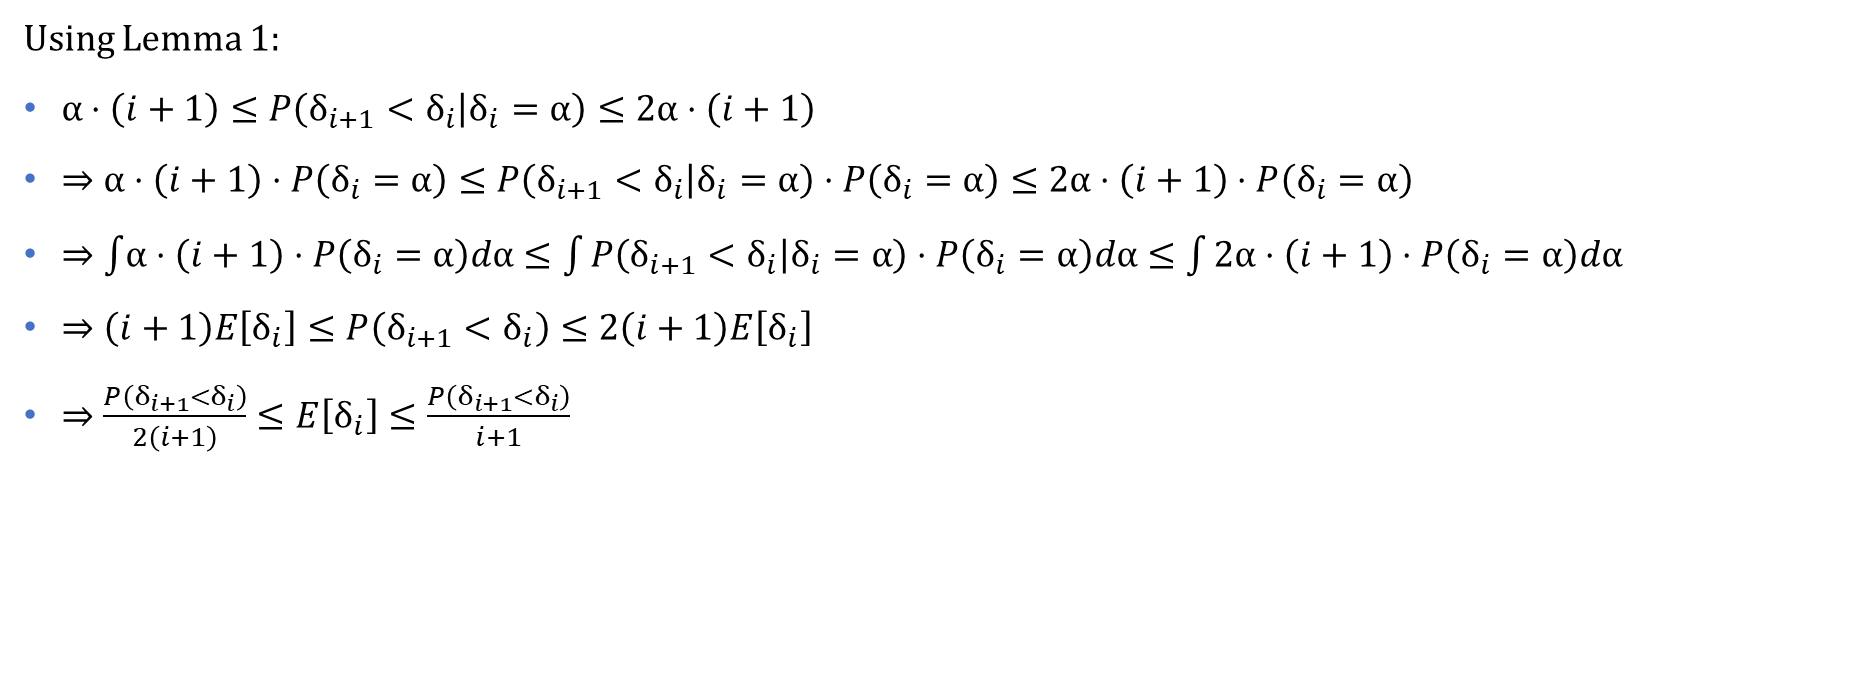 Using Lemma 1:
• α · (i + 1) ≤ P(δ_{i+1} < δ_i|δ_i = α) ≤ 2α · (i + 1)
• ⇒ α · (i + 1) · P(δ_i = α) ≤ P(δ_{i+1} < δ_i|δ_i = α) · P(δ_i = α) ≤ 2α · (i + 1) · P(δ_i = α)
• ⇒ ∫α · (i + 1) · P(δ_i = α)dα ≤ ∫ P(δ_{i+1} < δ_i|δ_i = α) · P(δ_i = α)dα ≤ ∫ 2α · (i + 1) · P(δ_i = α)dα
• ⇒ (i + 1)E[δ_i] ≤ P(δ_{i+1} < δ_i) ≤ 2(i + 1)E[δ_i]
• ⇒ \frac{P(δ_{i+1}<δ_i)}{2(i+1)} ≤ E[δ_i] ≤ \frac{P(δ_{i+1}<δ_i)}{i+1}